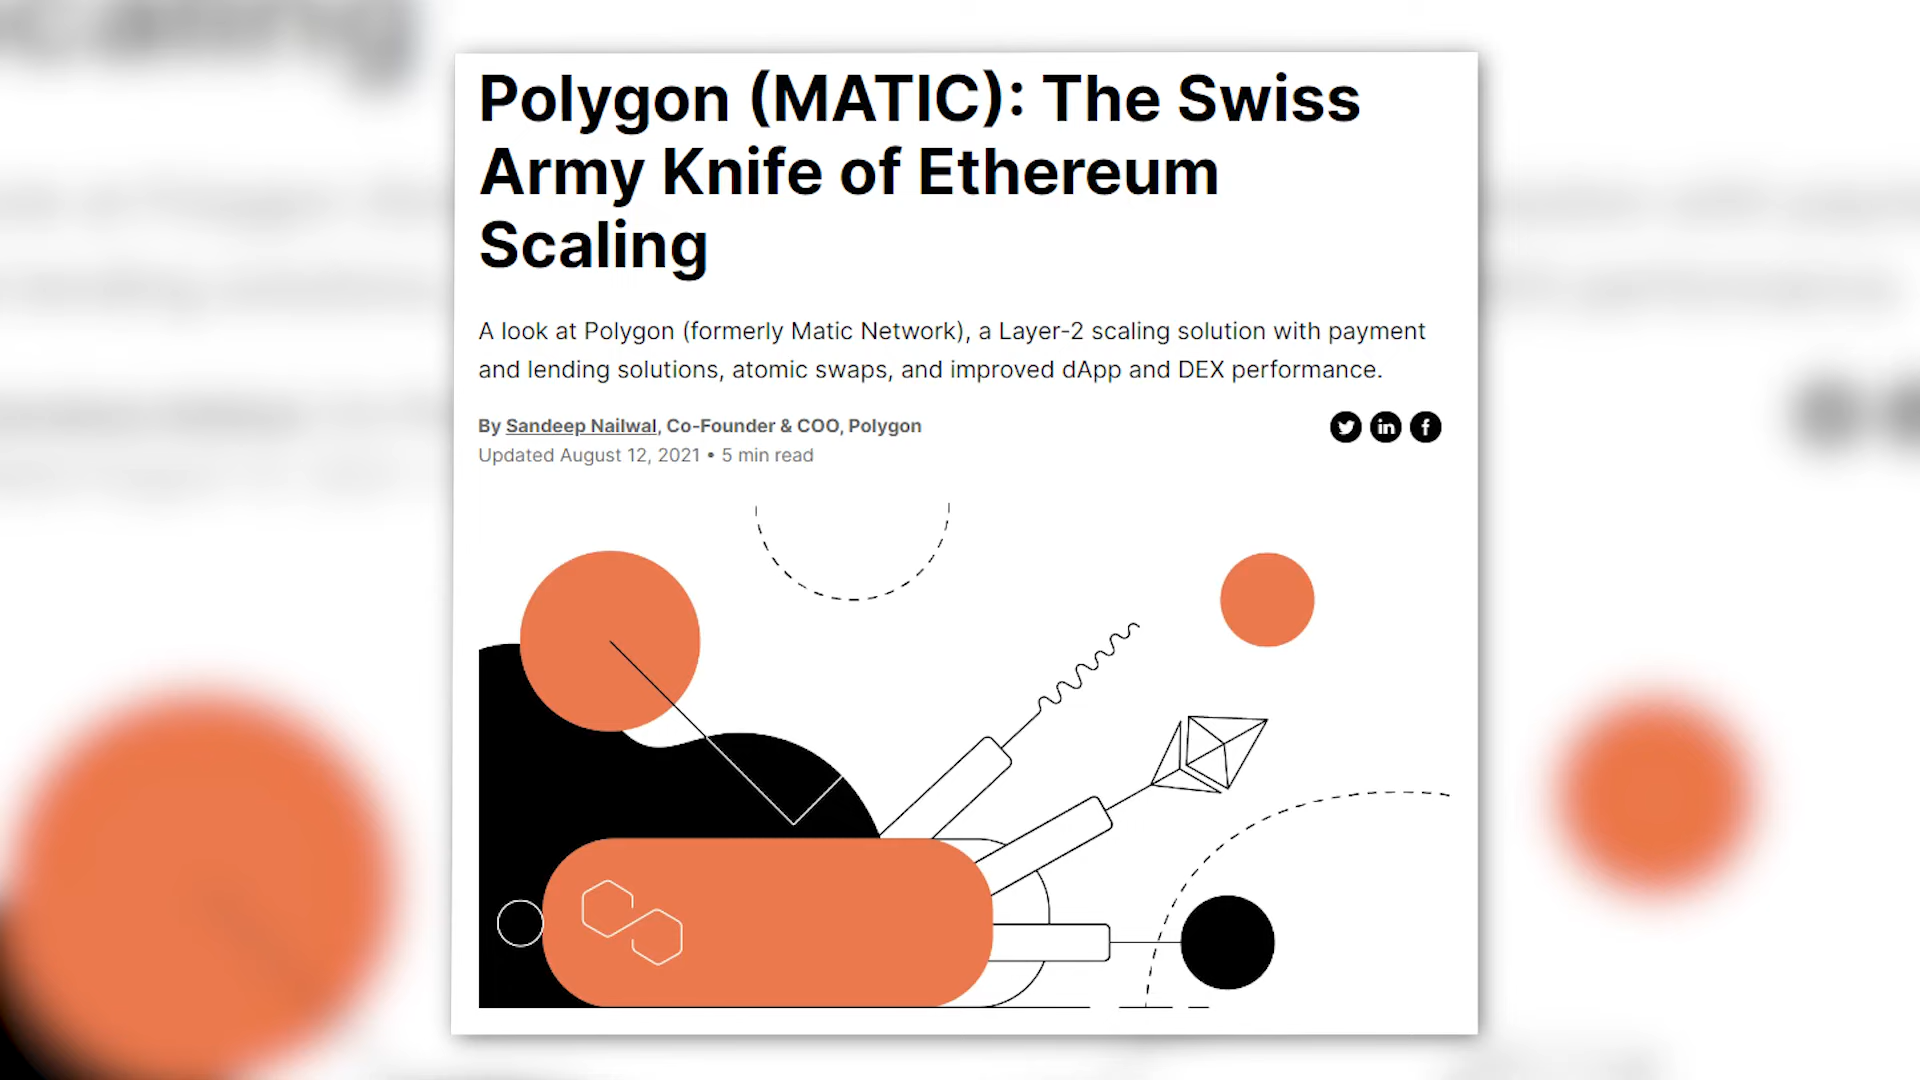 Polygon (MATIC): The Swiss
Army Knife of Ethereum
Scaling
A look at Polygon (formerly Matic Network), a Layer-2 scaling solution with payment
and lending solutions, atomic swaps, and improved dApp and DEX performance.
By Sandeep Nailwal, Co-Founder & COO, Polygon
Updated August 12, 2021 • 5 min read